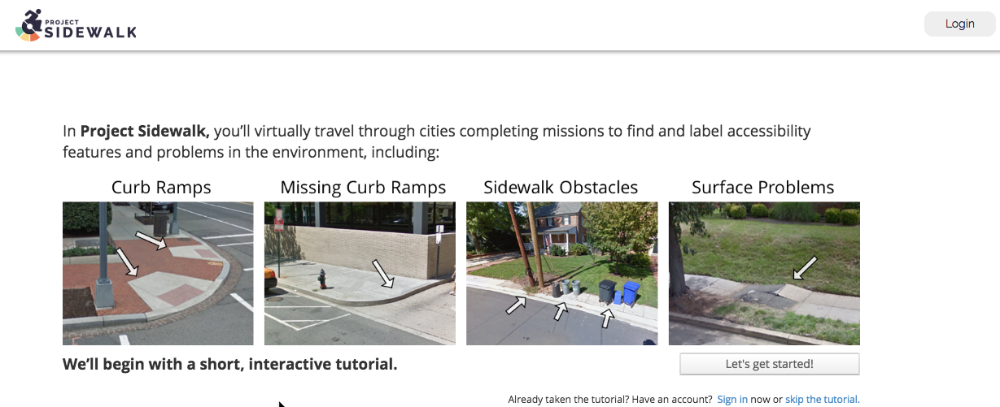 PROJECT
SIDEWALK
Login
In Project Sidewalk, you’ll virtually travel through cities completing missions to find and label accessibility
features and problems in the environment, including:
Curb Ramps
Missing Curb Ramps
Sidewalk Obstacles
Surface Problems
We’ll begin with a short, interactive tutorial.
Let's get started!
Already taken the tutorial? Have an account? Sign in now or skip the tutorial.